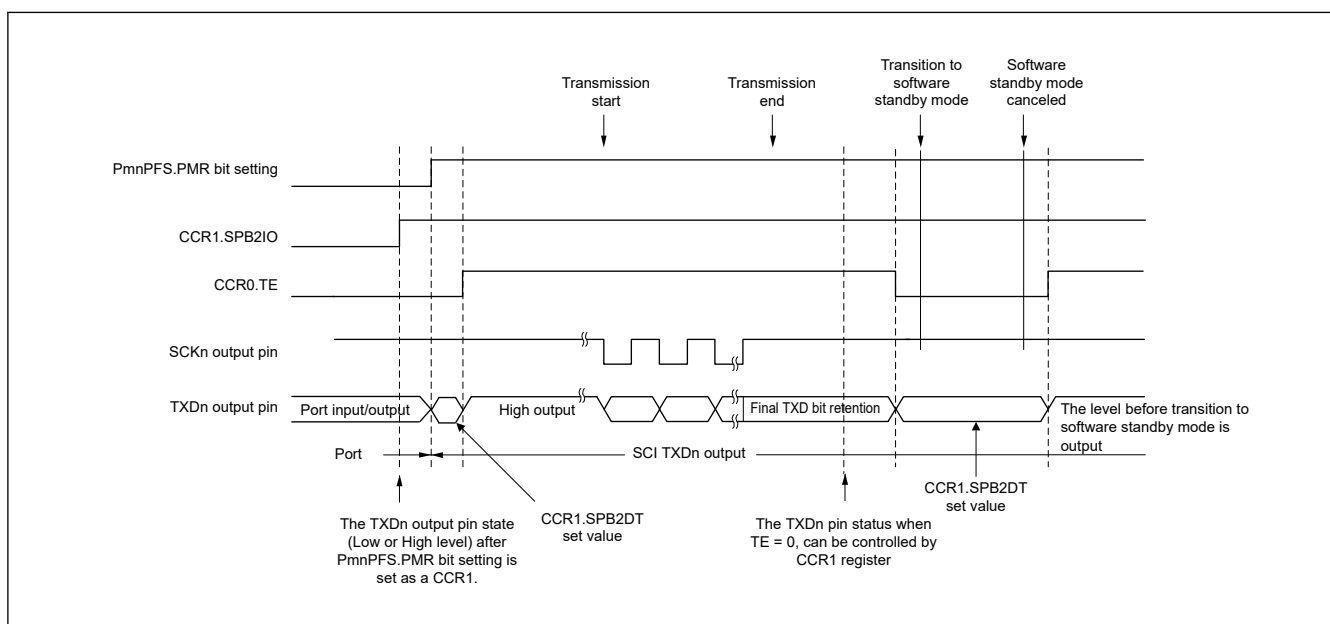 Transmission
start
Transmission
end
Transition to
software
standby mode
Software
standby mode
canceled
PmnPFS.PMR bit setting
CCR1.SPB2IO
CCR0.TE
SCKn output pin
TXDn output pin
Port input/output
High output
Final TXD bit retention
The level before transition to
software standby mode is
output
Port
SCI TXDn output
CCR1.SPB2DT
set value
The TXDn output pin state
(Low or High level) after
PmnPFS.PMR bit setting is
set as a CCR1.
CCR1.SPB2DT
set value
The TXDn pin status when
TE = 0, can be controlled by
CCR1 register